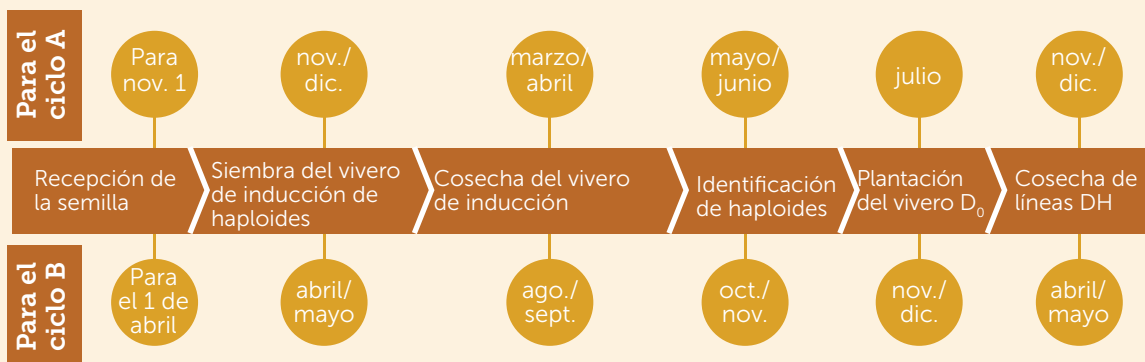 Para el
ciclo A
Para
nov. 1
nov./
dic.
marzo/
abril
mayo/
junio
julio
nov./
dic.
Recepción de
la semilla
Siembra del vivero
de inducción de
haploides
Cosecha del vivero
de inducción
Identificación
de haploides
Plantación
del vivero D₀
Cosecha de
líneas DH
Para el
ciclo B
Para
el 1 de
abril
abril/
mayo
ago./
sept.
oct./
nov.
nov./
dic.
abril/
mayo